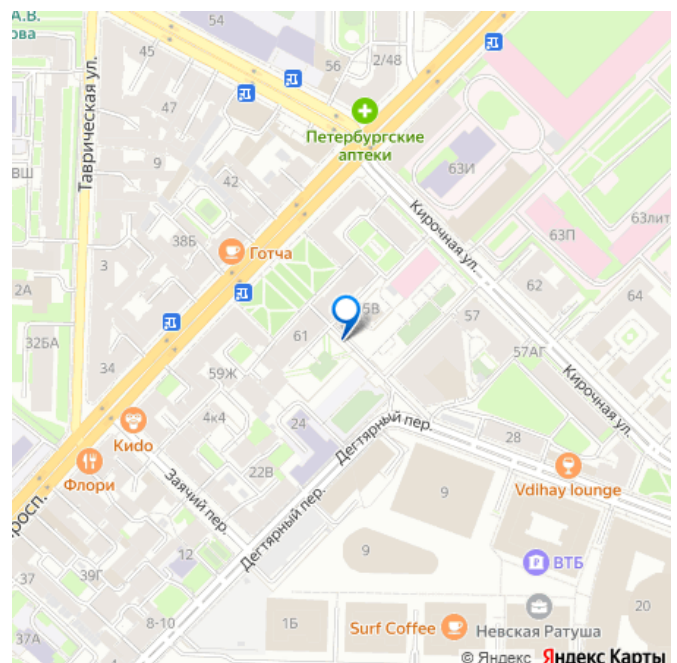 А.В.
ова
54
45
56
2/48
Таврическая ул.
47
Петербургские
аптеки
9
ВШ
42
63И
Кирочная ул.
63лит
38Б
63П
Готча
3
2А
62
64
5В
57
32БА
61
57АГ
34
59Ж
Кирочная ул.
4к4
Кидо
24
Дегтярный пер.
28
Флори
22В
Vdihay lounge
Заячий пер.
9
росп.
Дегтярный пер.
12
9
ВТБ
37
39Г
20
8-10
1Б
Surf Coffee
Невская Ратуша
37А
© Яндекс Яндекс Карты